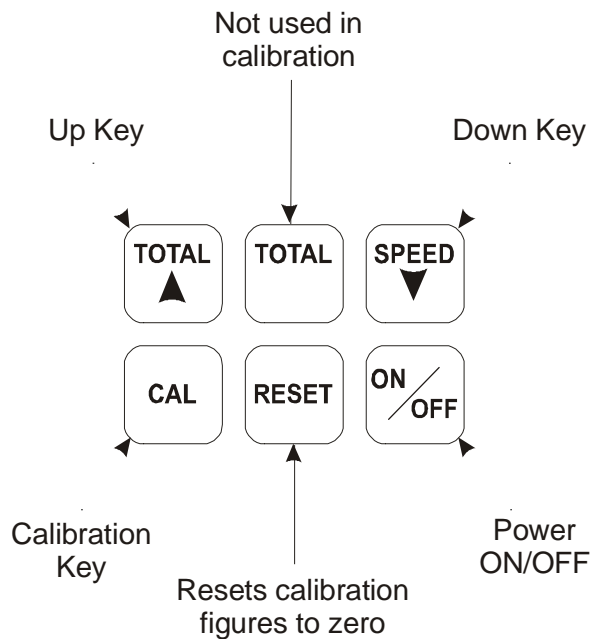 Not used in
calibration
Up Key
Down Key
TOTAL
TOTAL
SPEED
CAL
RESET
ON
OFF
Calibration
Key
Power
ON/OFF
Resets calibration
figures to zero